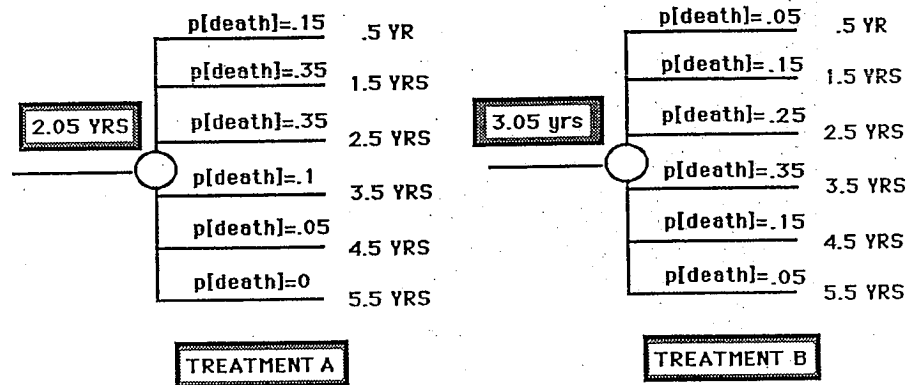 p[death]=.15 .5 YR
p[death]=.35 1.5 YRS
2.05 YRS
p[death]=.35 2.5 YRS
p[death]=.1 3.5 YRS
p[death]=.05 4.5 YRS
p[death]=0 5.5 YRS
TREATMENT A
p[death]=.05 .5 YR
p[death]=.15 1.5 YRS
3.05 yrs
p[death]=.25 2.5 YRS
p[death]=.35 3.5 YRS
p[death]=.15 4.5 YRS
p[death]=.05 5.5 YRS
TREATMENT B